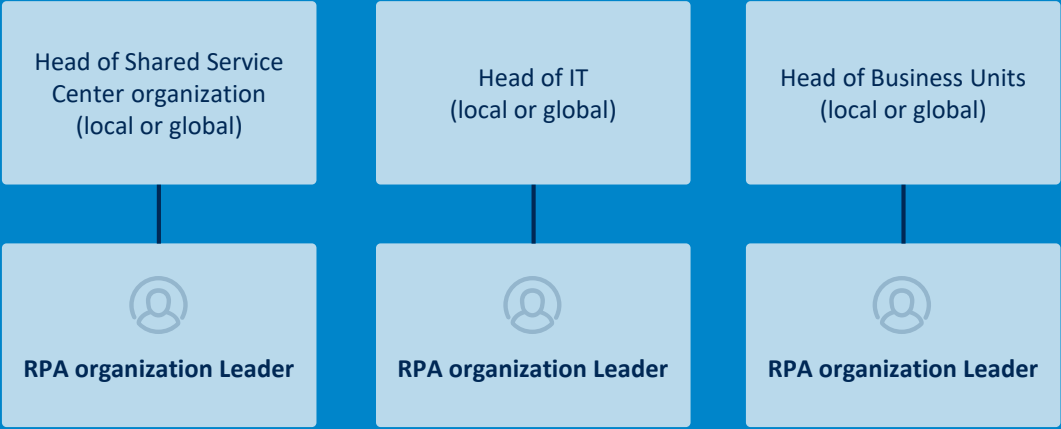 Head of Shared Service
Center organization
(local or global)
Head of IT
(local or global)
Head of Business Units
(local or global)
RPA organization Leader
RPA organization Leader
RPA organization Leader